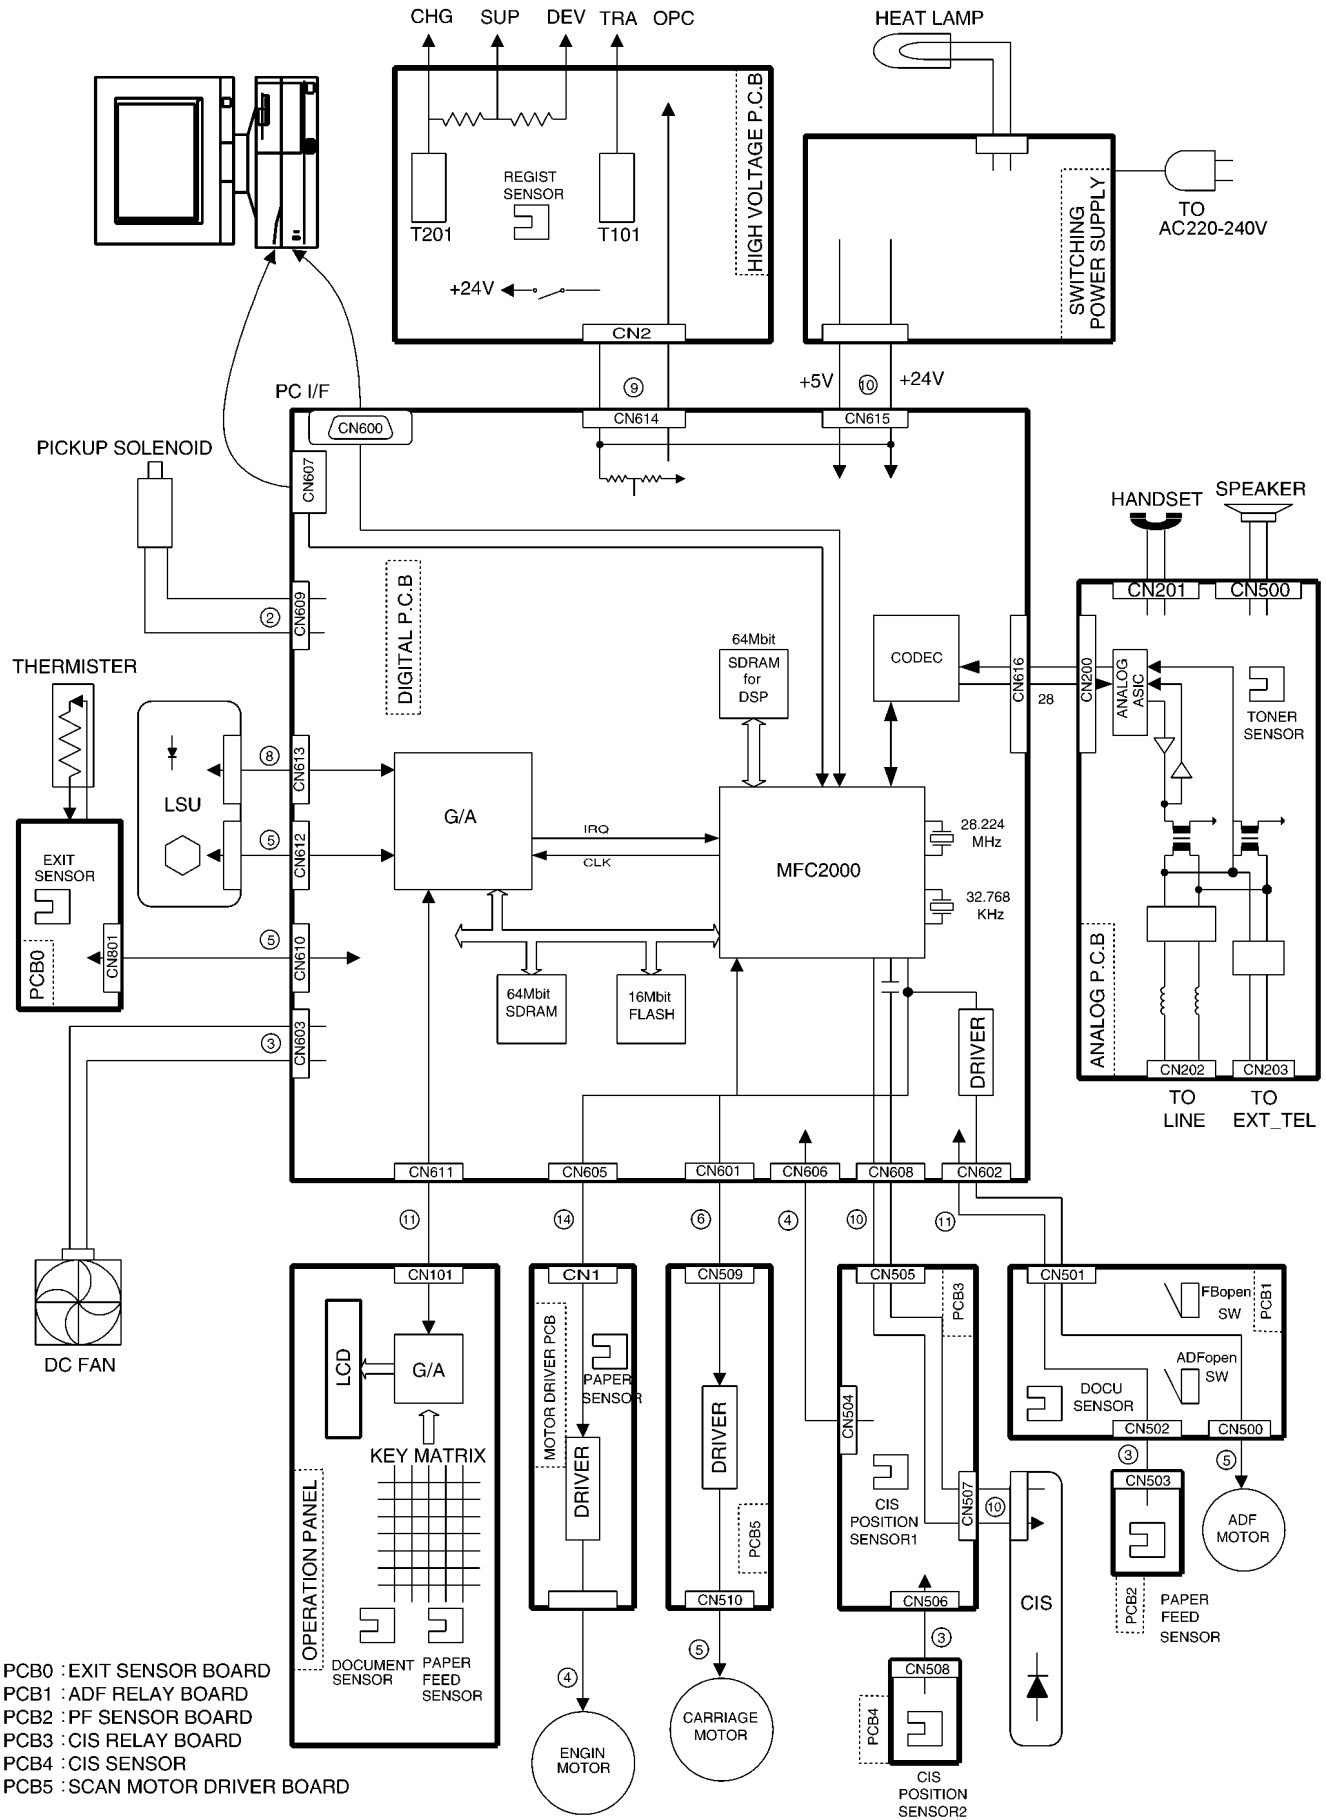 CHG SUP DEV TRA OPC
HEAT LAMP
HIGH VOLTAGE P.C.B
REGIST
SENSOR
T201
T101
+24V
CN2
SWITCHING
POWER SUPPLY
TO
AC220-240V
9
+5V
10
+24V
PC I/F
CN600
CN614
CN615
PICKUP SOLENOID
CN607
HANDSET
SPEAKER
CN201
CN500
2
CN609
DIGITAL P.C.B
64Mbit
SDRAM
for
DSP
CODEC
CN616
28
CN200
ANALOG
ASIC
TONER
SENSOR
THERMISTER
LSU
8
CN613
5
CN612
G/A
IRQ
CLK
MFC2000
28.224
MHz
32.768
KHz
EXIT
SENSOR
PCB0
CN801
5
CN610
64Mbit
SDRAM
16Mbit
FLASH
3
CN603
DRIVER
ANALOG P.C.B
CN202
CN203
TO
LINE
TO
EXT_TEL
CN611
CN605
CN601
CN606
CN608
CN602
11
14
6
4
10
11
DC FAN
CN101
LCD
G/A
KEY MATRIX
OPERATION PANEL
DOCUMENT
SENSOR
PAPER
FEED
SENSOR
CN1
MOTOR DRIVER PCB
PAPER
SENSOR
DRIVER
4
ENGIN
MOTOR
CN509
DRIVER
PCB5
CN510
5
CARRIAGE
MOTOR
CN505
PCB3
CN504
CIS
POSITION
SENSOR1
CN507
10
CN506
3
CIS
CN508
PCB4
CIS
POSITION
SENSOR2
CN501
FBopen
SW
PCB1
ADFopen
SW
DOCU
SENSOR
CN502
CN500
3
5
CN503
PCB2
PAPER
FEED
SENSOR
ADF
MOTOR
PCB0 : EXIT SENSOR BOARD
PCB1 : ADF RELAY BOARD
PCB2 : PF SENSOR BOARD
PCB3 : CIS RELAY BOARD
PCB4 : CIS SENSOR
PCB5 : SCAN MOTOR DRIVER BOARD